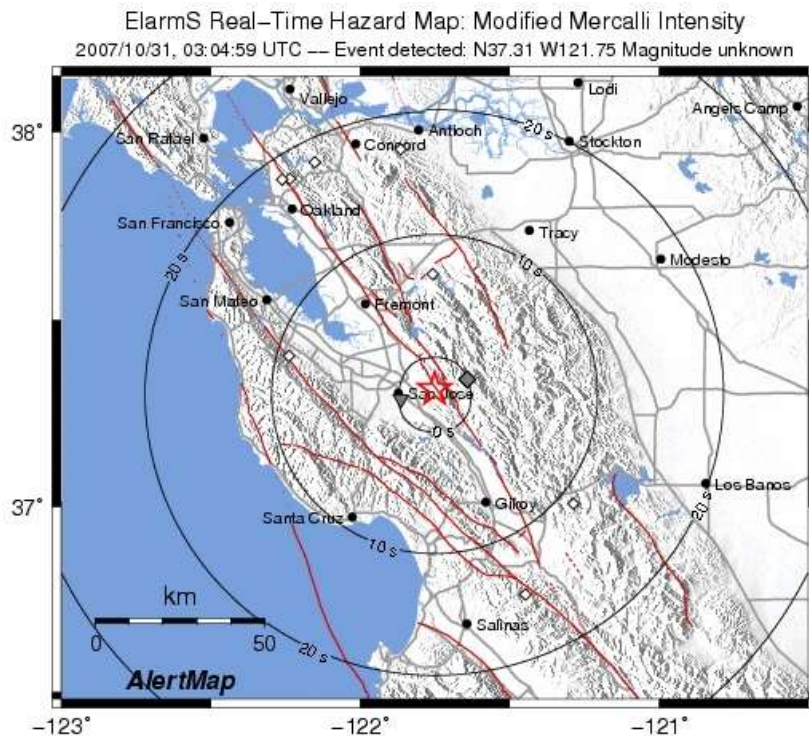 ElarmS Real-Time Hazard Map: Modified Mercalli Intensity
2007/10/31, 03:04:59 UTC -- Event detected: N37.31 W121.75 Magnitude unknown
Vallejo
Lodi
Angels Camp
38°
San Rafael
Concord
Antioch
20 s
Stockton
San Francisco
Oakland
Tracy
20 s
10 s
Modesto
San Mateo
Fremont
San Jose
0 s
37°
Gilroy
Los Banos
Santa Cruz
10 s
20 s
km
0 50
Salinas
20 s
AlertMap
-123° -122° -121°